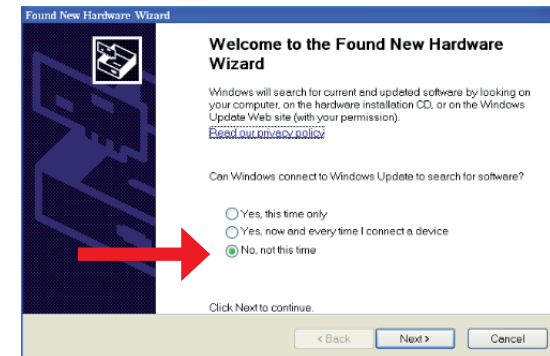 Found New Hardware Wizard
Welcome to the Found New Hardware
Wizard
Windows will search for current and updated software by looking on
your computer, on the hardware installation CD, or on the Windows
Update Web site (with your permission).
Read our privacy policy
Can Windows connect to Windows Update to search for software?
Yes, this time only
Yes, now and every time I connect a device
No, not this time
Click Next to continue.
< Back Next > Cancel